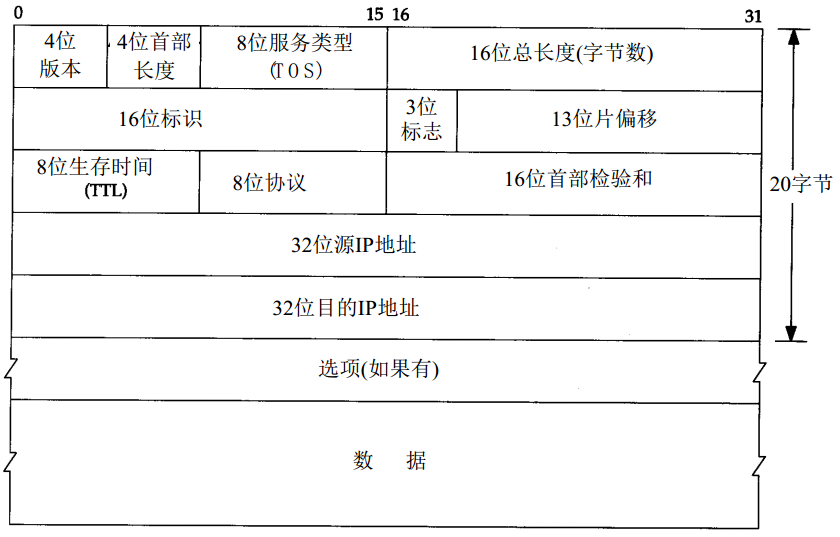 0 15 16 31
4位
版本
4位首部
长度
8位服务类型
(TOS)
16位总长度(字节数)
16位标识
3位
标志
13位片偏移
8位生存时间
(TTL)
8位协议
16位首部检验和
20字节
32位源IP地址
32位目的IP地址
选项(如果有)
数 据